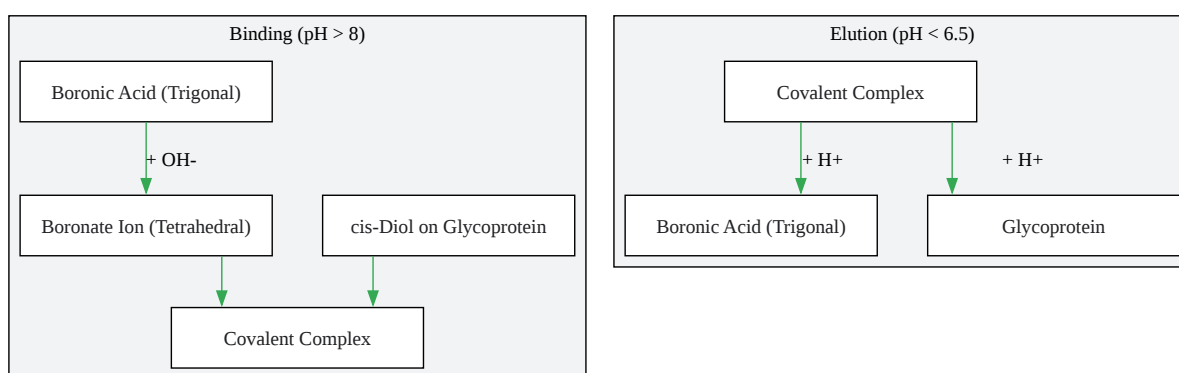 Binding (pH > 8)
Boronic Acid (Trigonal)
+ OH-
Boronate Ion (Tetrahedral)
cis-Diol on Glycoprotein
Covalent Complex
Elution (pH < 6.5)
Covalent Complex
+ H+
+ H+
Boronic Acid (Trigonal)
Glycoprotein